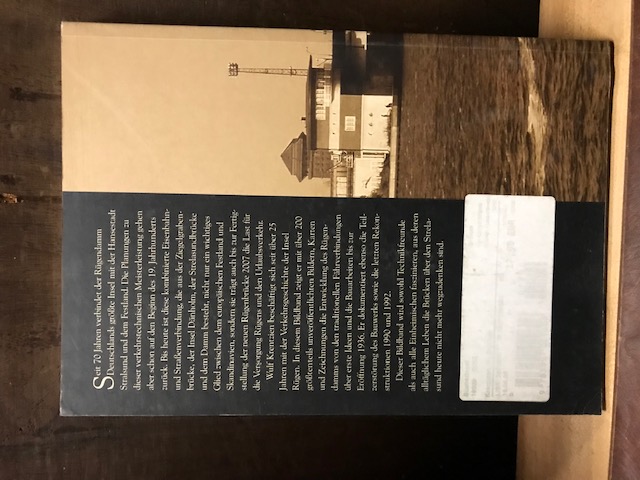 Seit 70 Jahren verbindet der Rügendamm
Deutschlands größte Insel mit der Hansestadt
Stralsund und dem Festland. Die Planungen zu
dieser verkehrstechnischen Meisterleistung gehen
aber schon auf den Beginn des 19. Jahrhunderts
zurück. Bis heute ist diese kombinierte Eisenbahn-
und Straßenverbindung, die aus der Ziegelgraben-
brücke, der Insel Dänholm, der Strelasundbrücke
und dem Damm besteht, nicht nur ein wichtiges
Glied zwischen dem europäischen Festland und
Skandinavien, sondern sie trägt auch bis zur Fertig-
stellung der neuen Rügenbrücke 2007 die Last für
die Versorgung Rügens und den Urlaubsverkehr.
Wulf Krentzien beschäftigt sich seit über 25
Jahren mit der Verkehrsgeschichte der Insel
Rügen. In diesem Bildband zeigt er mit über 200
großenteils unveröffentlichten Bildern, Karten
und Zeichnungen die Entwicklung des Rügen-
damms von den traditionellen Fährverbindungen
über erste Ideen und die Bauarbeiten bis zur
Eröffnung 1936. Er dokumentiert ebenso die Teil-
zerstörung des Bauwerks sowie die letzten Rekon-
struktionen 1990 und 1992.
Dieser Bildband wird sowohl Technikfreunde
als auch alle Einheimischen faszinieren, aus deren
alltäglichem Leben die Brücken über den Strela-
sund heute nicht mehr wegzudenken sind.